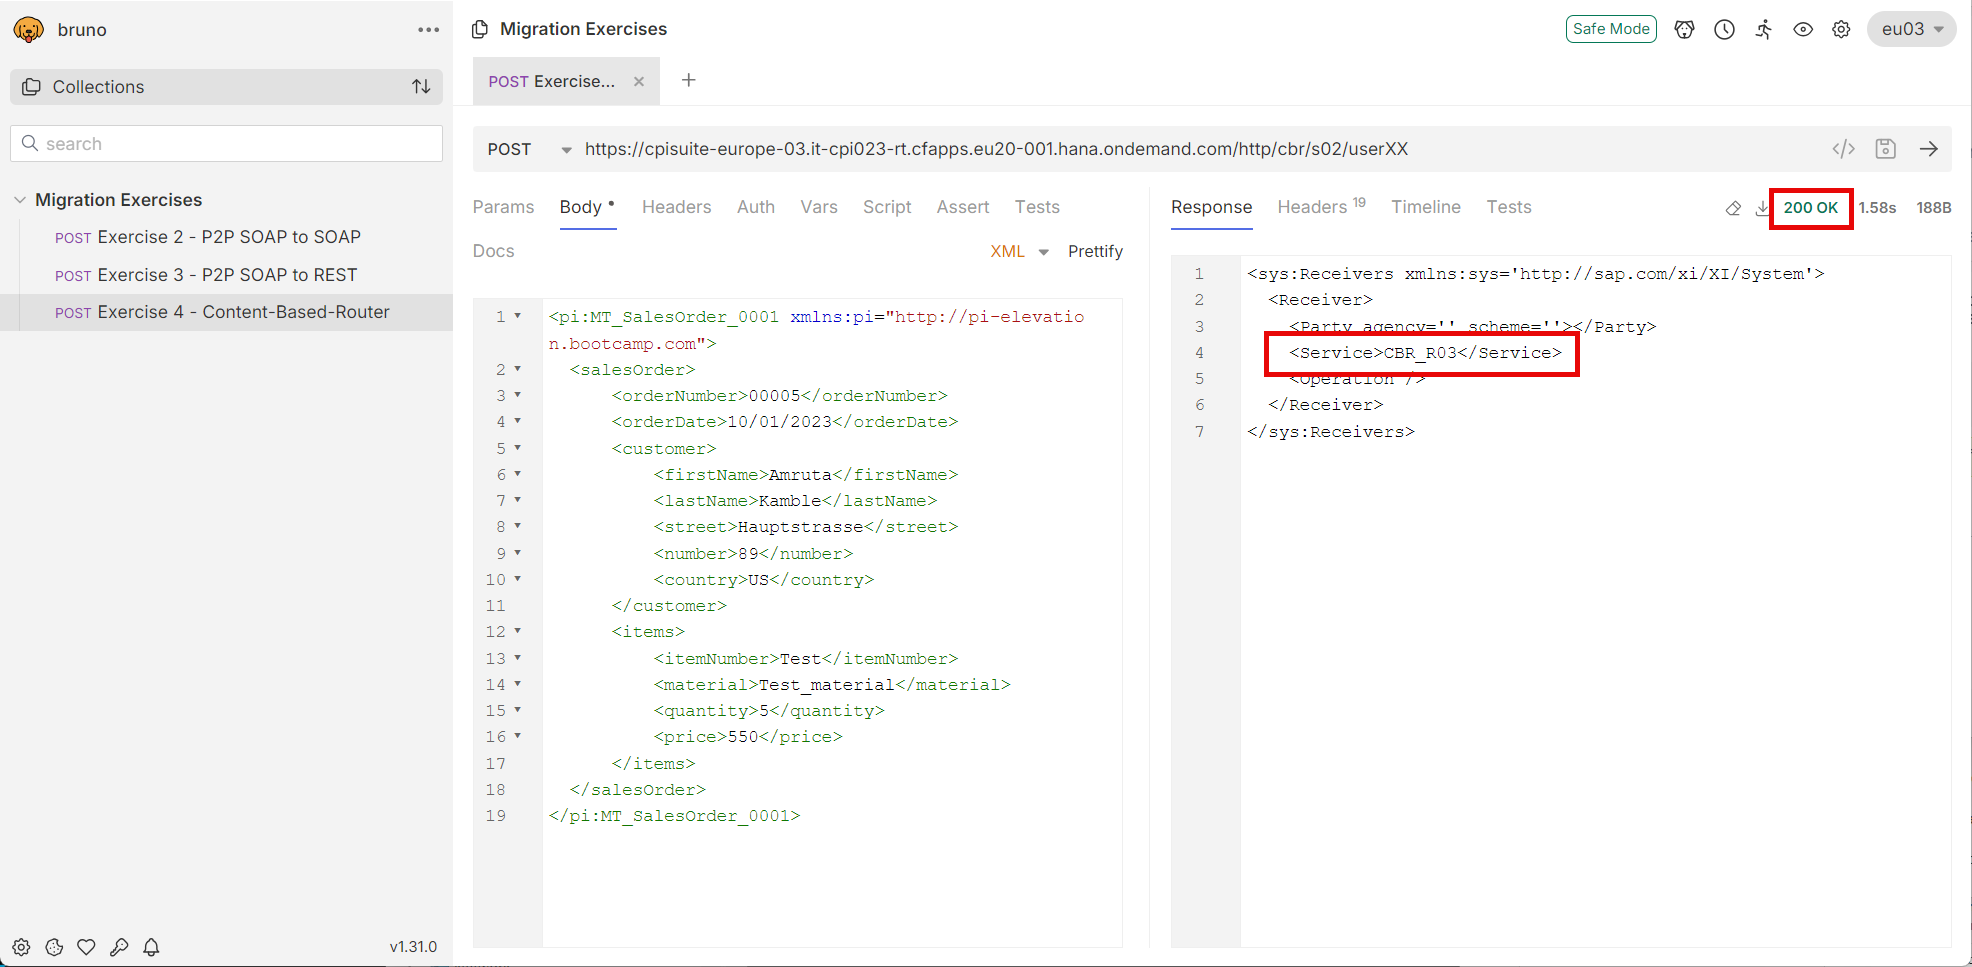 bruno
Collections
search
Migration Exercises
POST Exercise 2 - P2P SOAP to SOAP
POST Exercise 3 - P2P SOAP to REST
POST Exercise 4 - Content-Based-Router
v1.31.0
Migration Exercises
Safe Mode
eu03
POST Exercise...
POST
https://cpisuite-europe-03.it-cpi023-rt.cfapps.eu20-001.hana.ondemand.com/http/cbr/s02/userXX
Params Body Headers Auth Vars Script Assert Tests
Docs
XML
Prettify
1 <pi:MT_SalesOrder_0001 xmlns:pi="http://pi-elevatio
n.bootcamp.com">
2 <salesOrder>
3 <orderNumber>00005</orderNumber>
4 <orderDate>10/01/2023</orderDate>
5 <customer>
6 <firstName>Amruta</firstName>
7 <lastName>Kamble</lastName>
8 <street>Hauptstrasse</street>
9 <number>89</number>
10 <country>US</country>
11 </customer>
12 <items>
13 <itemNumber>Test</itemNumber>
14 <material>Test_material</material>
15 <quantity>5</quantity>
16 <price>550</price>
17 </items>
18 </salesOrder>
19 </pi:MT_SalesOrder_0001>
Response Headers 19 Timeline Tests
200 OK 1.58s 188B
1 <sys:Receivers xmlns:sys='http://sap.com/xi/XI/System'>
2 <Receiver>
3 <Party agency='' scheme=''></Party>
4 <Service>CBR_R03</Service>
5 <Operation />
6 </Receiver>
7 </sys:Receivers>